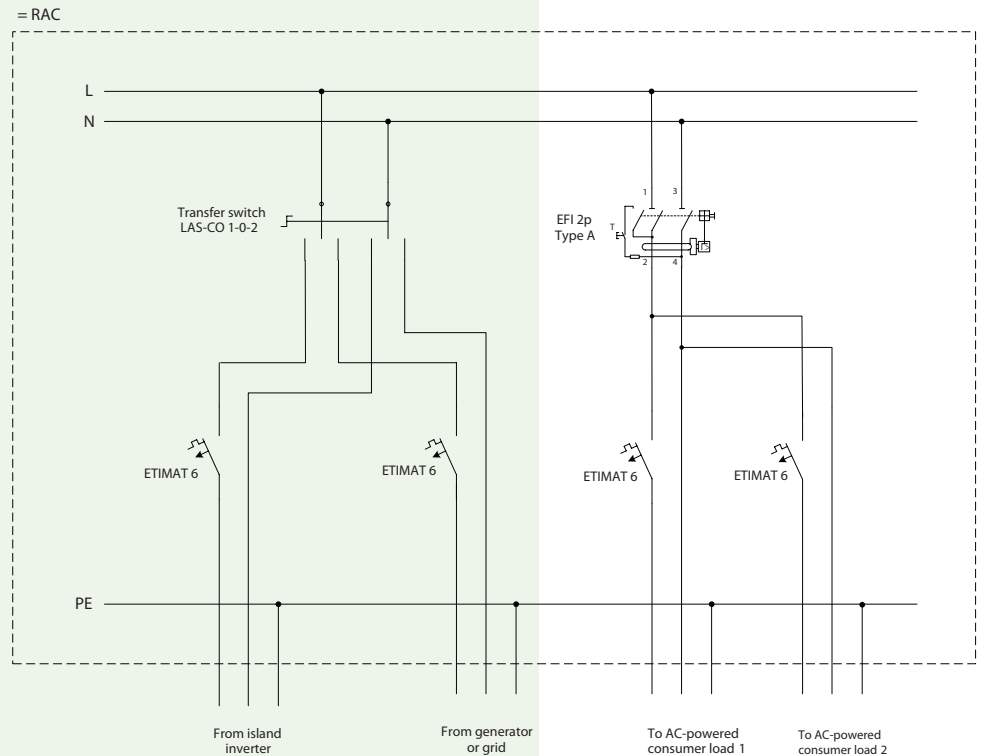 = RAC
L
N
1 3
Transfer switch
LAS-CO 1-0-2
EFI 2p
Type A
T
2 4
ETIMAT 6
ETIMAT 6
ETIMAT 6
ETIMAT 6
PE
From island
inverter
From generator
or grid
To AC-powered
consumer load 1
To AC-powered
consumer load 2